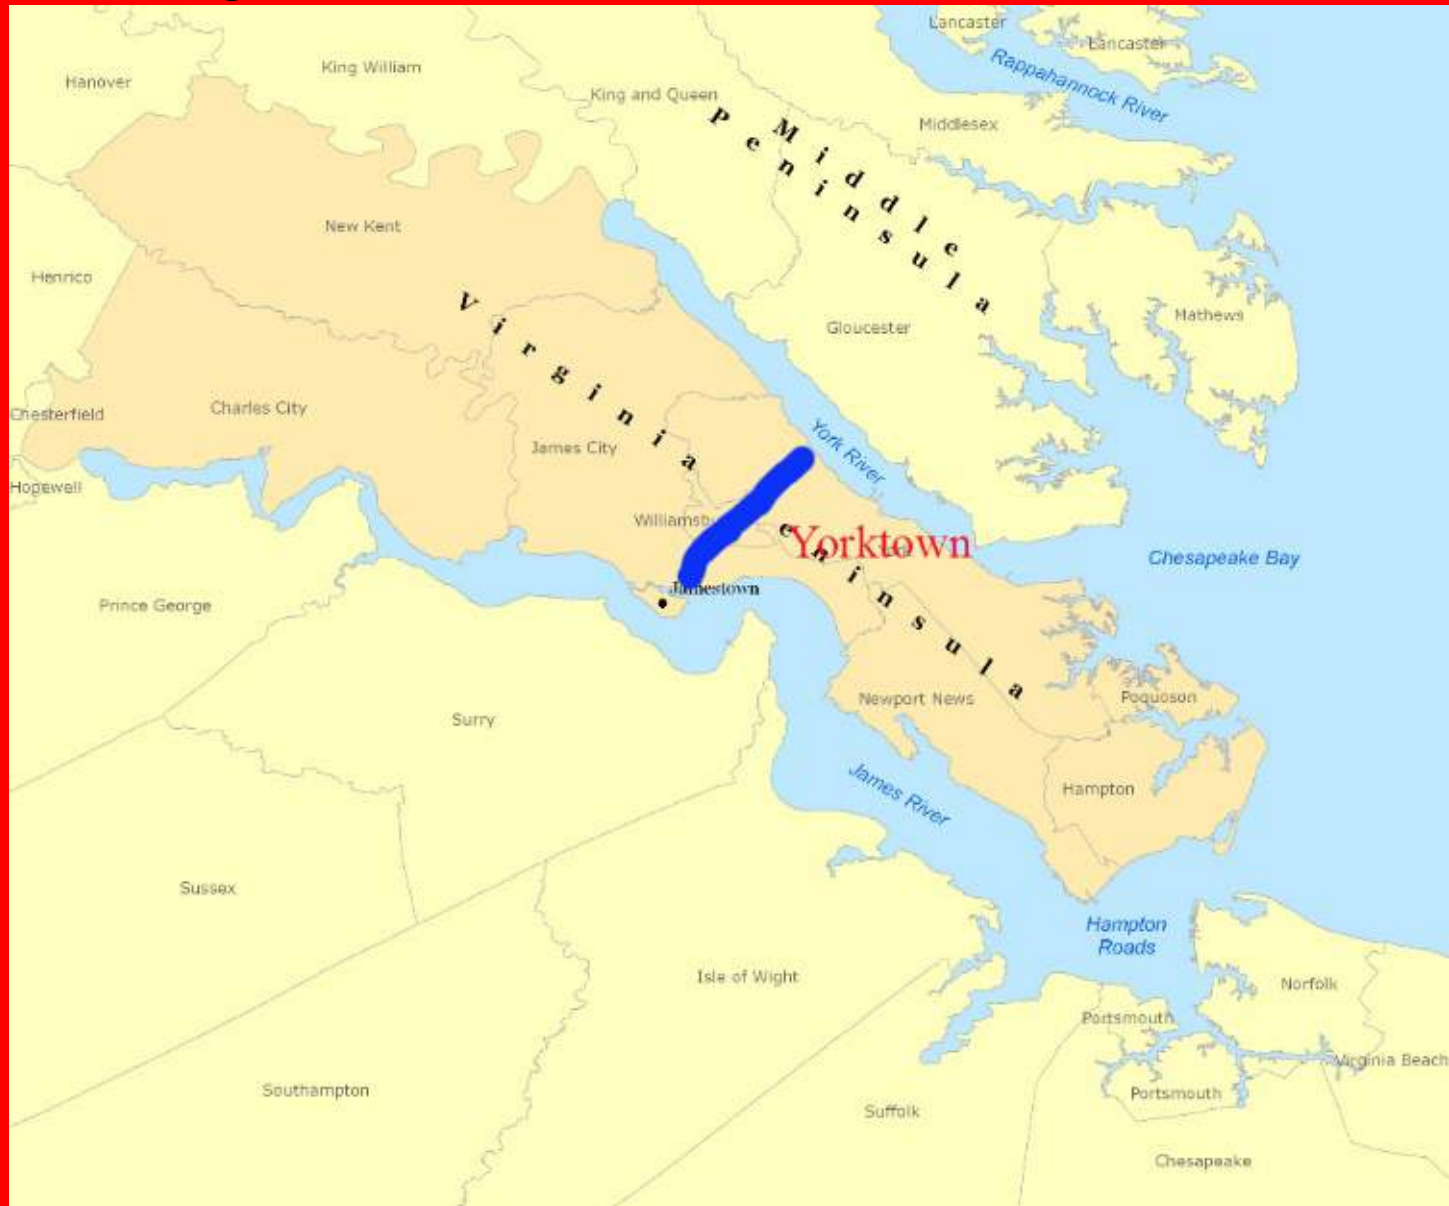 Lancaster
Lancaster
Rappahannock River
Hanover
King William
King and Queen
Middlesex
Middle
Peninsula
New Kent
Henrico
Virginia
Mathews
Gloucester
Chesterfield
Charles City
James City
York River
Hopewell
Williamsb
Yorktown
eninsula
Chesapeake Bay
Jamestown
Prince George
Surry
Newport News
Poquoson
James River
Hampton
Sussex
Hampton
Roads
Isle of Wight
Norfolk
Portsmouth
Virginia Beach
Southampton
Portsmouth
Suffolk
Chesapeake